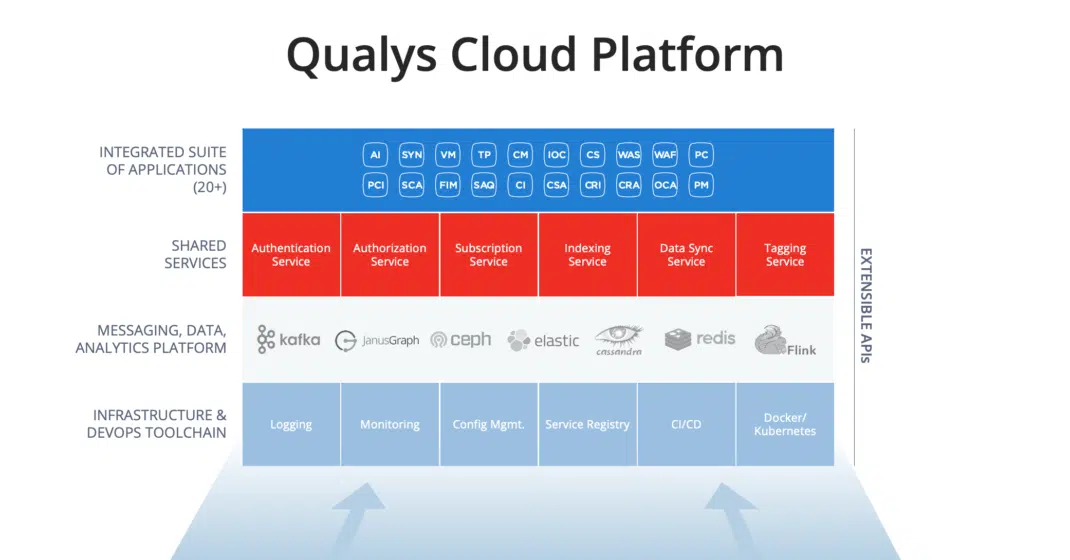 Qualys Cloud Platform
INTEGRATED SUITE
OF APPLICATIONS
(20+)
AI SYN VM TP CM IOC CS WAS WAF PC
PCI SCA FIM SAQ CI CSA CRI CRA OCA PM
SHARED
SERVICES
Authentication
Service
Authorization
Service
Subscription
Service
Indexing
Service
Data Sync
Service
Tagging
Service
MESSAGING, DATA,
ANALYTICS PLATFORM
kafka JanusGraph ceph elastic cassandra redis Flink
INFRASTRUCTURE &
DEVOPS TOOLCHAIN
Logging
Monitoring
Config Mgmt.
Service Registry
CI/CD
Docker/
Kubernetes
EXTENSIBLE APIs